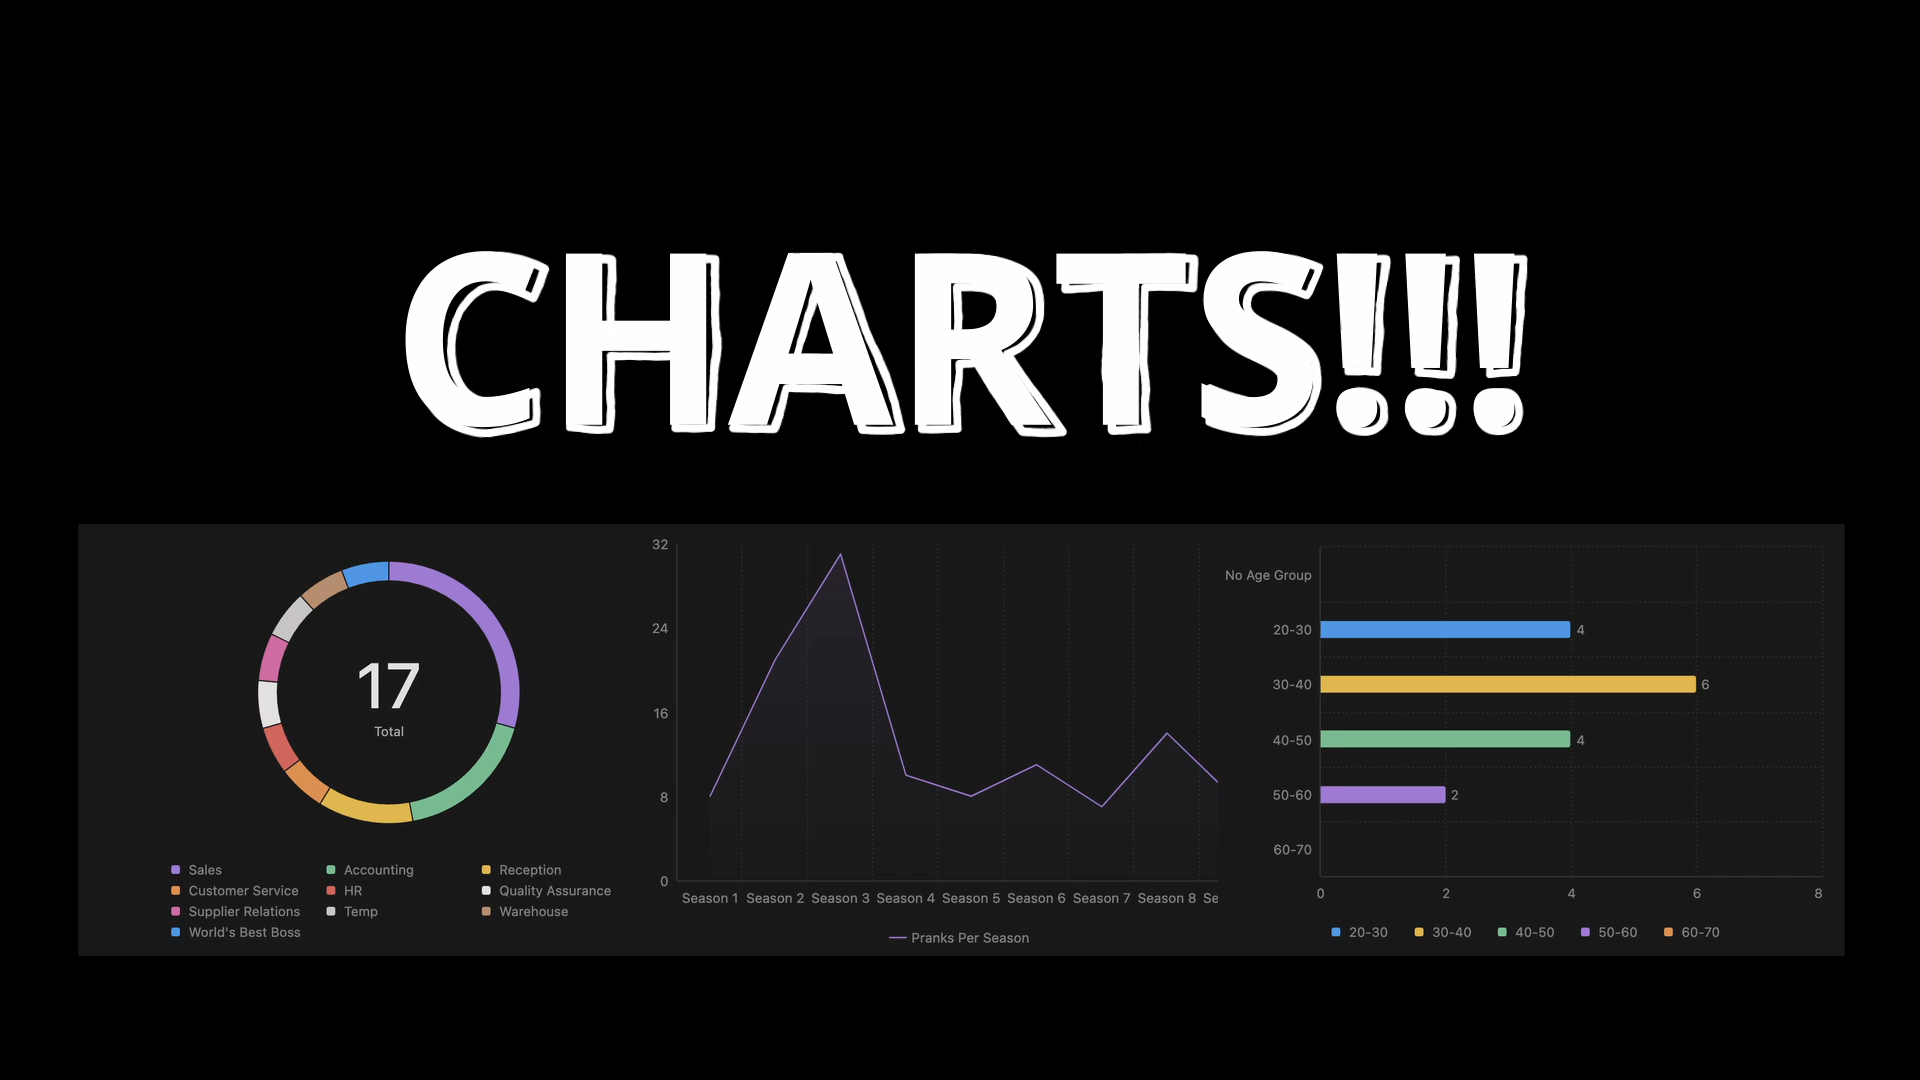 CHARTS!!!
17
Total
Sales
Accounting
Reception
Customer Service
HR
Quality Assurance
Supplier Relations
Temp
Warehouse
World's Best Boss
32
24
16
8
0
Season 1 Season 2 Season 3 Season 4 Season 5 Season 6 Season 7 Season 8 Se
Pranks Per Season
No Age Group
20-30 4
30-40 6
40-50 4
50-60 2
60-70
0 2 4 6 8
20-30 30-40 40-50 50-60 60-70